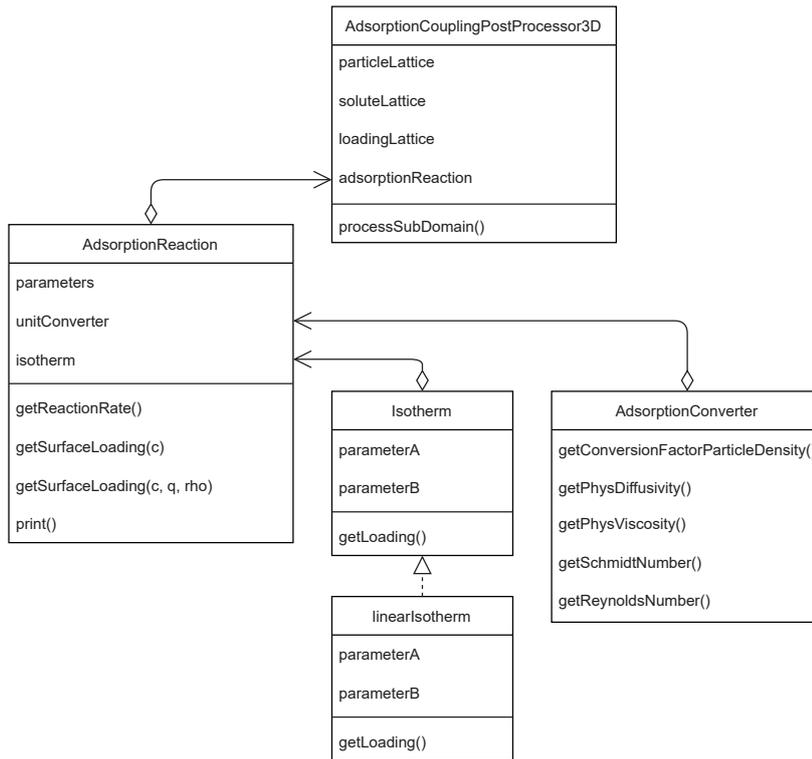 AdsorptionCouplingPostProcessor3D
particleLattice
soluteLattice
loadingLattice
adsorptionReaction
processSubDomain()
AdsorptionReaction
parameters
unitConverter
isotherm
getReactionRate()
getSurfaceLoading(c)
getSurfaceLoading(c, q, rho)
print()
Isotherm
parameterA
parameterB
getLoading()
AdsorptionConverter
getConversionFactorParticleDensity(
getPhysDiffusivity()
getPhysViscosity()
getSchmidtNumber()
getReynoldsNumber()
linearIsotherm
parameterA
parameterB
getLoading()